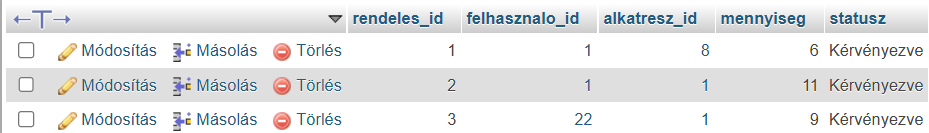 rendeles_id felhasznalo_id alkatresz_id mennyiseg statusz
Módosítás Másolás Törlés 1 1 8 6 Kérvényezve
Módosítás Másolás Törlés 2 1 1 11 Kérvényezve
Módosítás Másolás Törlés 3 22 1 9 Kérvényezve